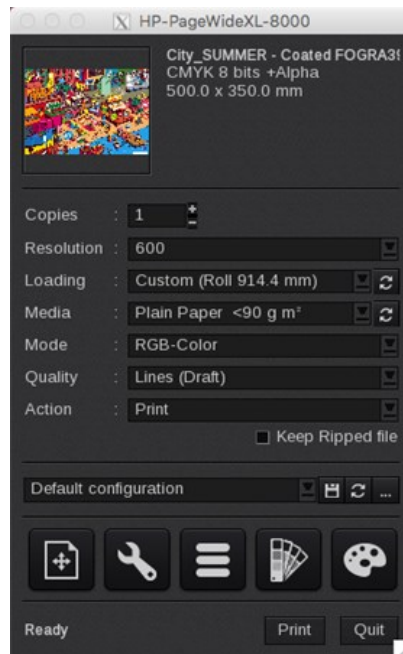 HP-PageWideXL-8000
City_SUMMER - Coated FOGRA39
CMYK 8 bits +Alpha
500.0 x 350.0 mm
Copies : 1
Resolution : 600
Loading : Custom (Roll 914.4 mm)
Media : Plain Paper <90 g m²
Mode : RGB-Color
Quality : Lines (Draft)
Action : Print
Keep Ripped file
Default configuration ...
Ready Print Quit